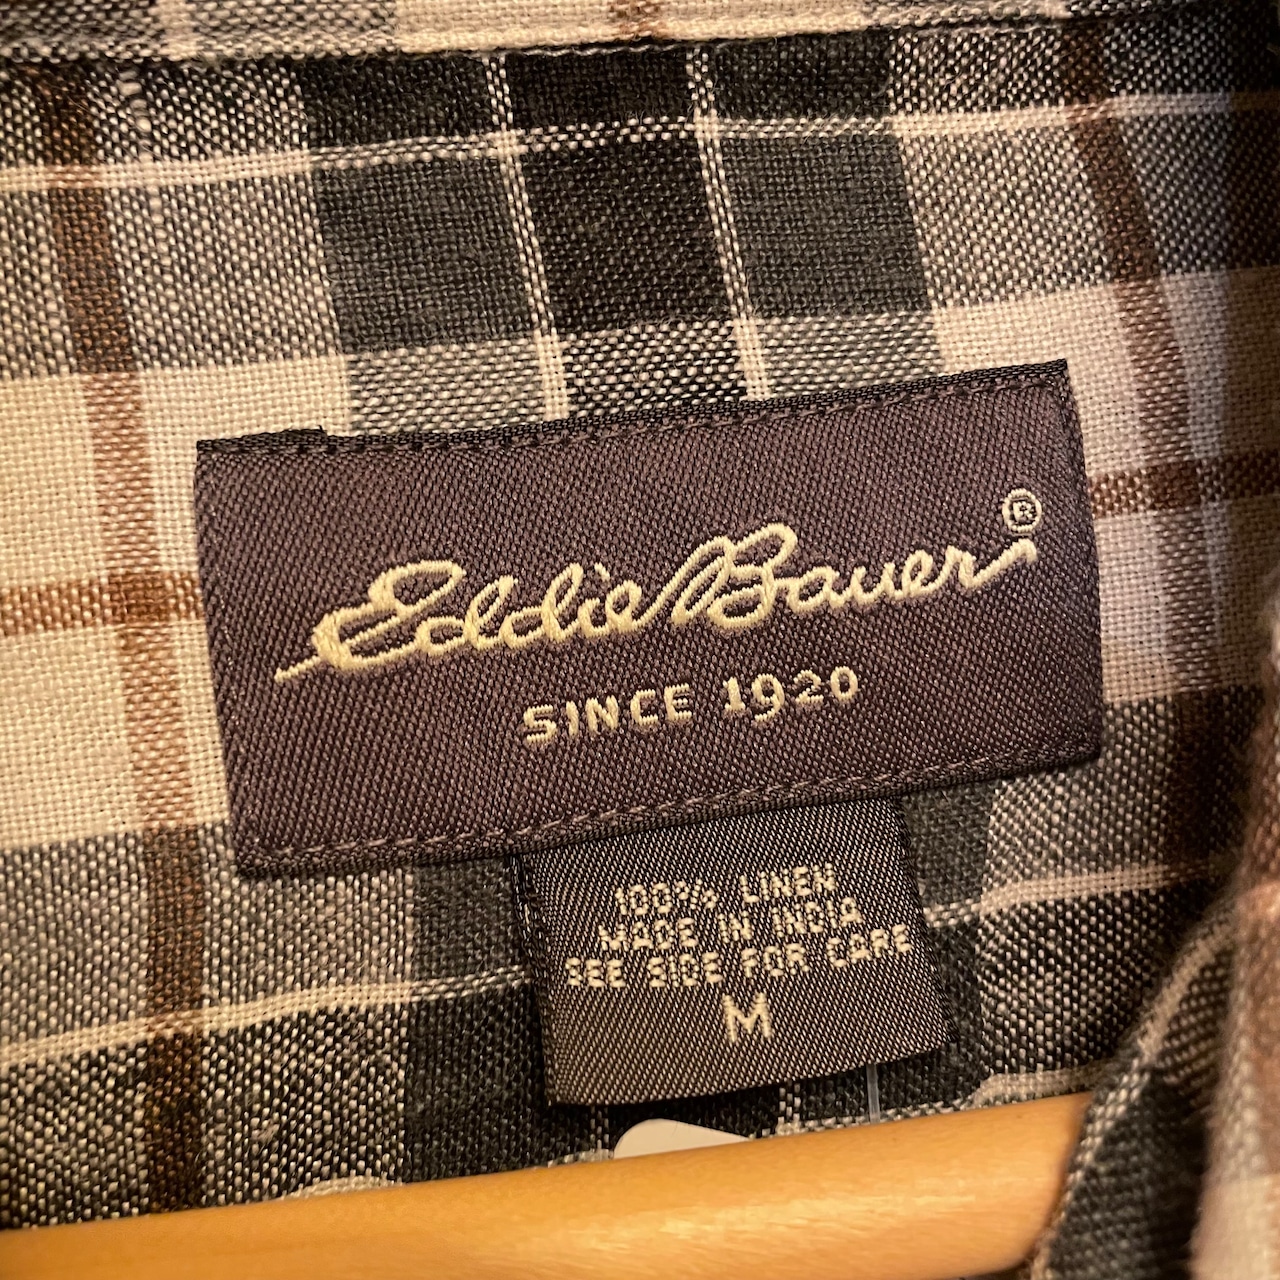 Eddie Bauer®
SINCE 1920
100% LINEN
MADE IN INDIA
SEE SIDE FOR CARE
M